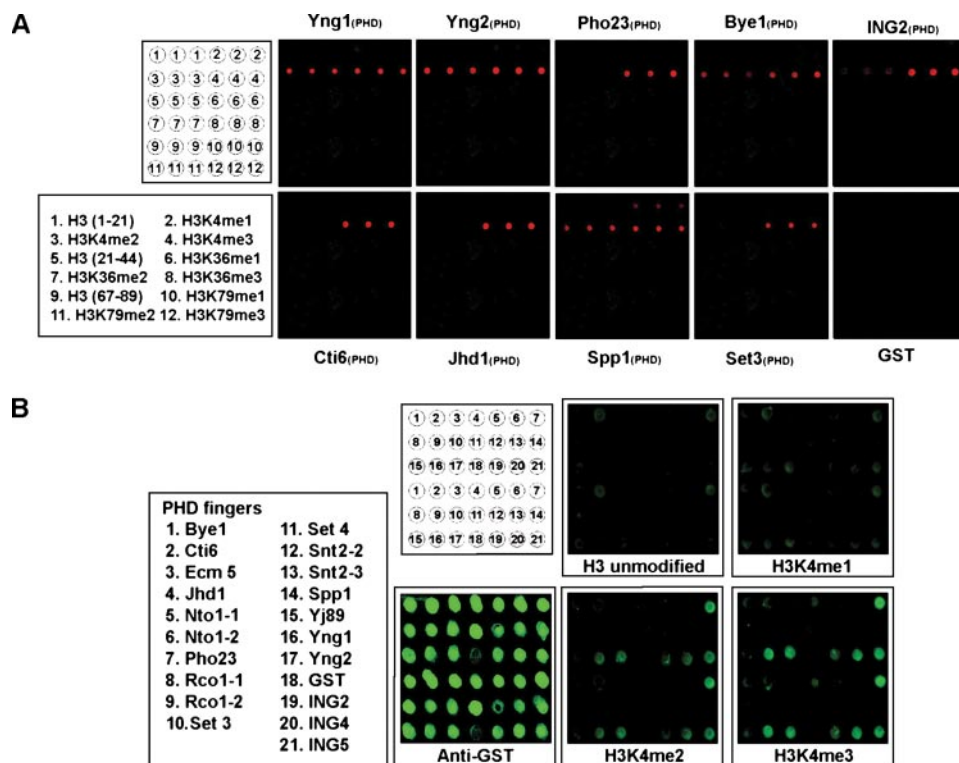 A
Yng1(PHD) Yng2(PHD) Pho23(PHD) Bye1(PHD) ING2(PHD)
1 1 1 2 2 2
3 3 3 4 4 4
5 5 5 6 6 6
7 7 7 8 8 8
9 9 9 10 10 10
11 11 11 12 12 12
1. H3 (1-21) 2. H3K4me1
3. H3K4me2 4. H3K4me3
5. H3 (21-44) 6. H3K36me1
7. H3K36me2 8. H3K36me3
9. H3 (67-89) 10. H3K79me1
11. H3K79me2 12. H3K79me3
Cti6(PHD) Jhd1(PHD) Spp1(PHD) Set3(PHD) GST
B
1 2 3 4 5 6 7
8 9 10 11 12 13 14
15 16 17 18 19 20 21
1 2 3 4 5 6 7
8 9 10 11 12 13 14
15 16 17 18 19 20 21
H3 unmodified H3K4me1
PHD fingers
1. Bye1 11. Set 4
2. Cti6 12. Snt2-2
3. Ecm 5 13. Snt2-3
4. Jhd1 14. Spp1
5. Nto1-1 15. Yj89
6. Nto1-2 16. Yng1
7. Pho23 17. Yng2
8. Rco1-1 18. GST
9. Rco1-2 19. ING2
10.Set 3 20. ING4
21. ING5
Anti-GST H3K4me2 H3K4me3